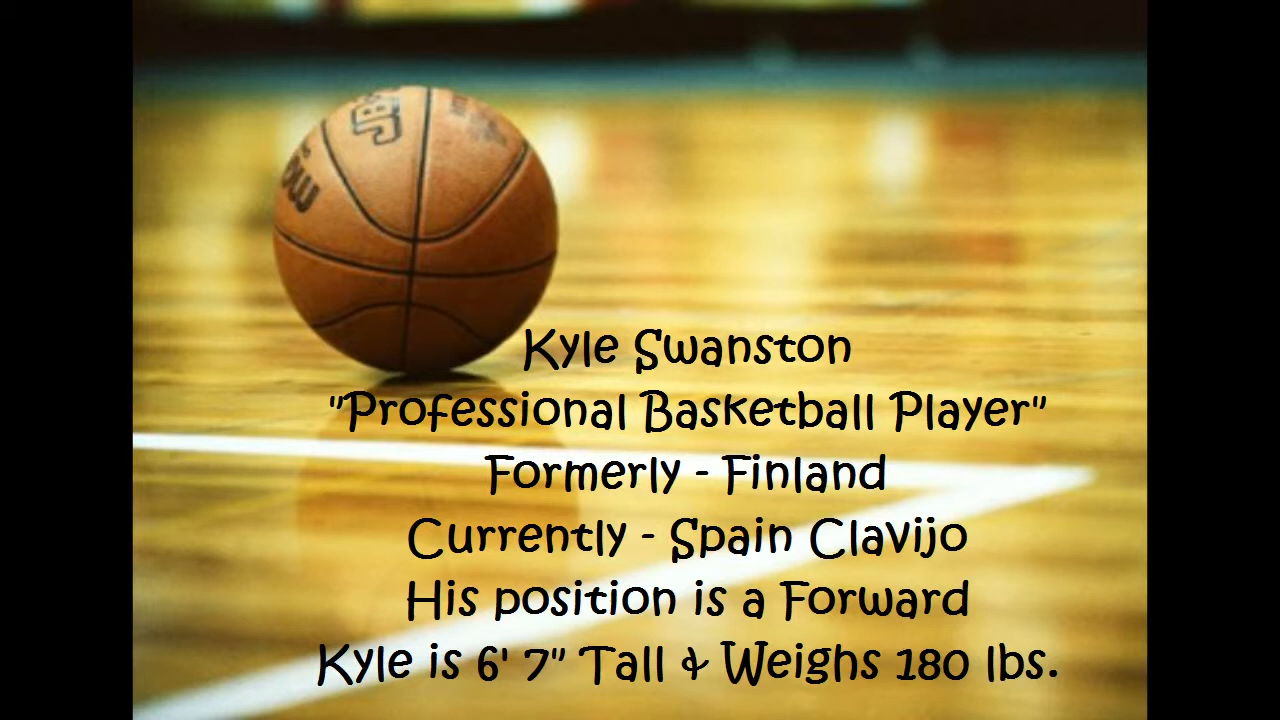 Kyle Swanston
"Professional Basketball Player"
Formerly - Finland
Currently - Spain Clavijo
His position is a Forward
Kyle is 6' 7" Tall & Weighs 180 lbs.